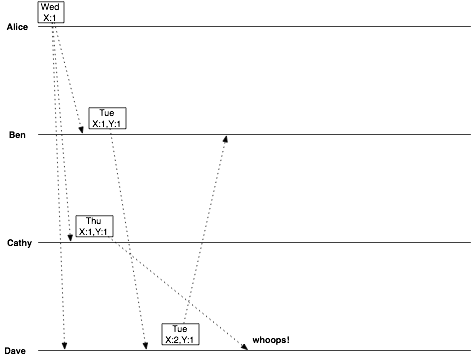 Wed
X:1
Alice
Tue
X:1,Y:1
Ben
Thu
X:1,Y:1
Cathy
Tue
X:2,Y:1
whoops!
Dave